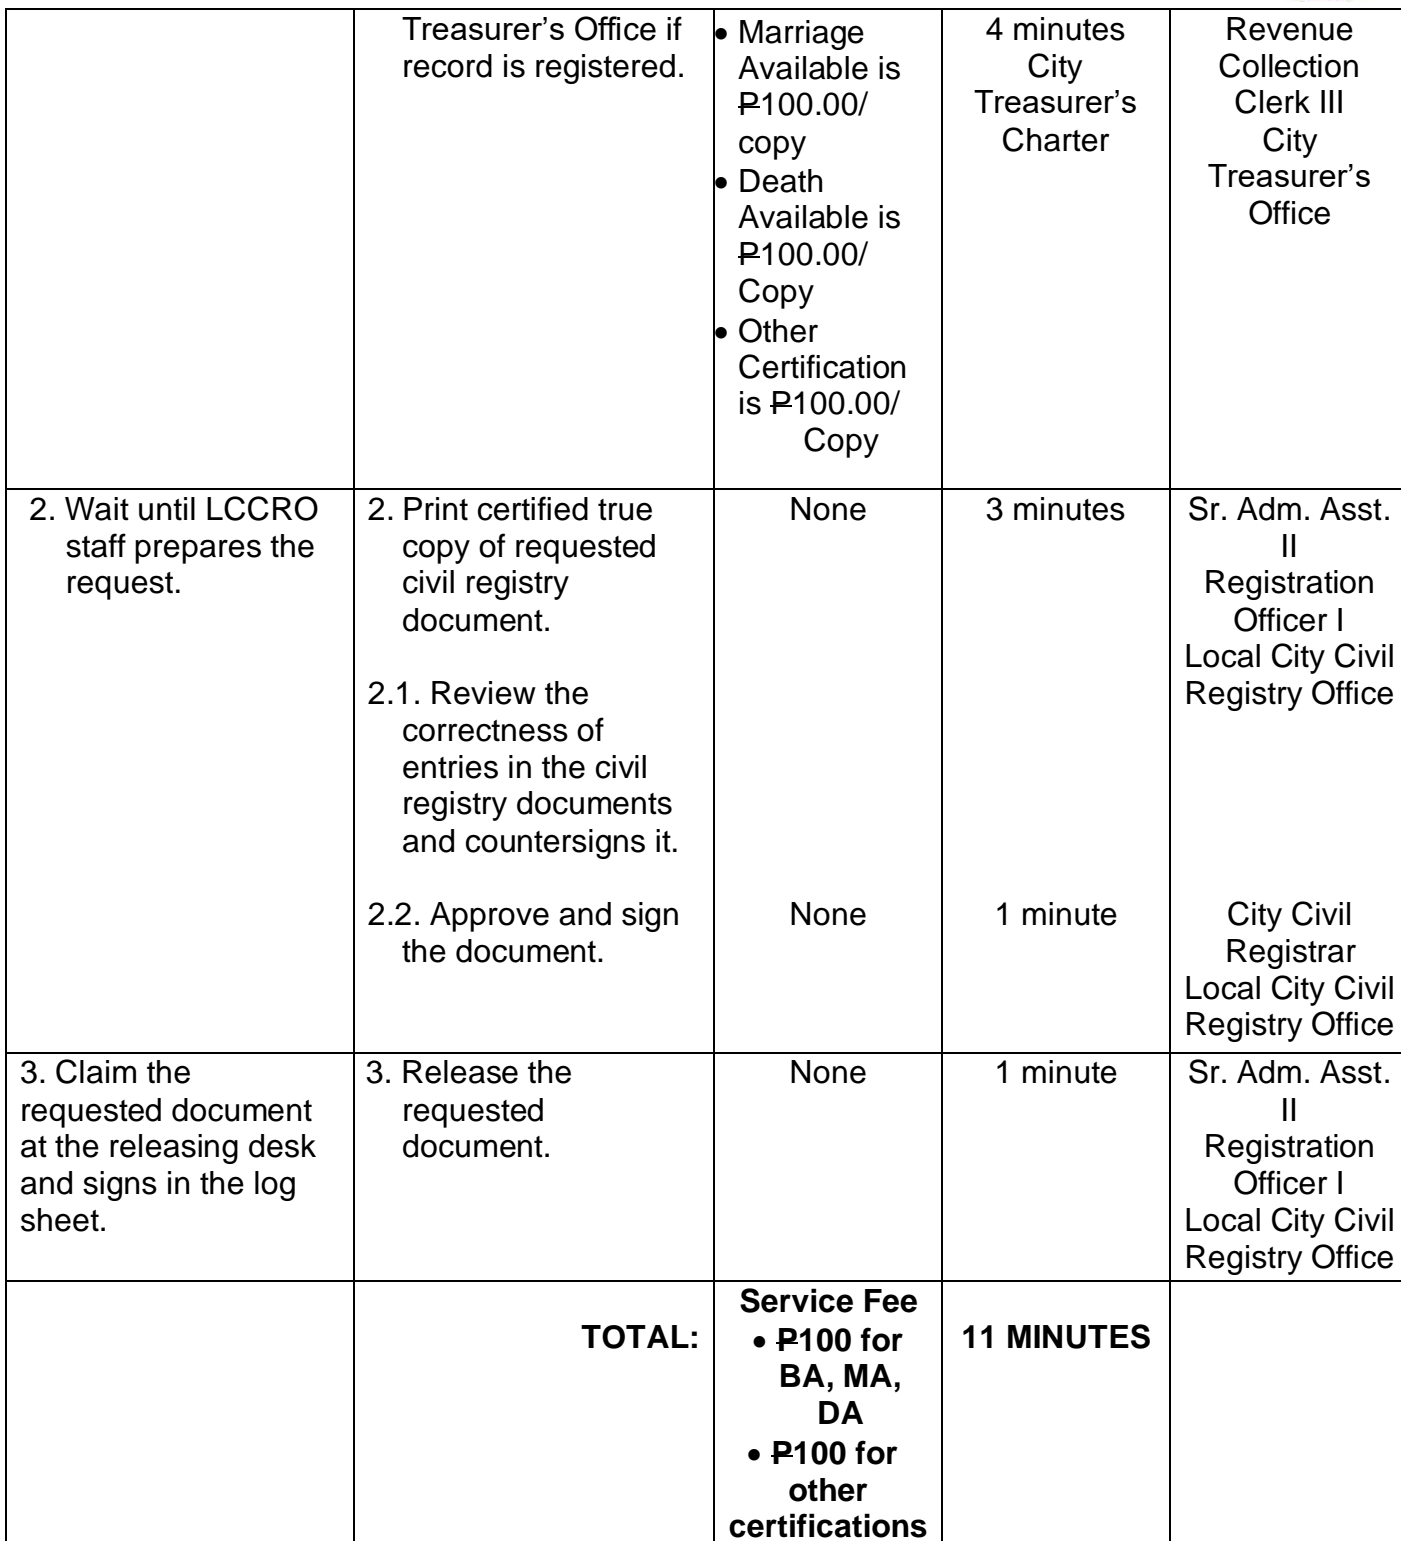 Treasurer’s Office if
record is registered.
• Marriage
Available is
₱100.00/
copy
• Death
Available is
₱100.00/
Copy
• Other
Certification
is ₱100.00/
Copy
4 minutes
City
Treasurer’s
Charter
Revenue
Collection
Clerk III
City
Treasurer’s
Office
2. Wait until LCCRO
staff prepares the
request.
2. Print certified true
copy of requested
civil registry
document.
2.1. Review the
correctness of
entries in the civil
registry documents
and countersigns it.
None
3 minutes
Sr. Adm. Asst.
II
Registration
Officer I
Local City Civil
Registry Office
2.2. Approve and sign
the document.
None
1 minute
City Civil
Registrar
Local City Civil
Registry Office
3. Claim the
requested document
at the releasing desk
and signs in the log
sheet.
3. Release the
requested
document.
None
1 minute
Sr. Adm. Asst.
II
Registration
Officer I
Local City Civil
Registry Office
TOTAL:
Service Fee
• ₱100 for
BA, MA,
DA
• ₱100 for
other
certifications
11 MINUTES